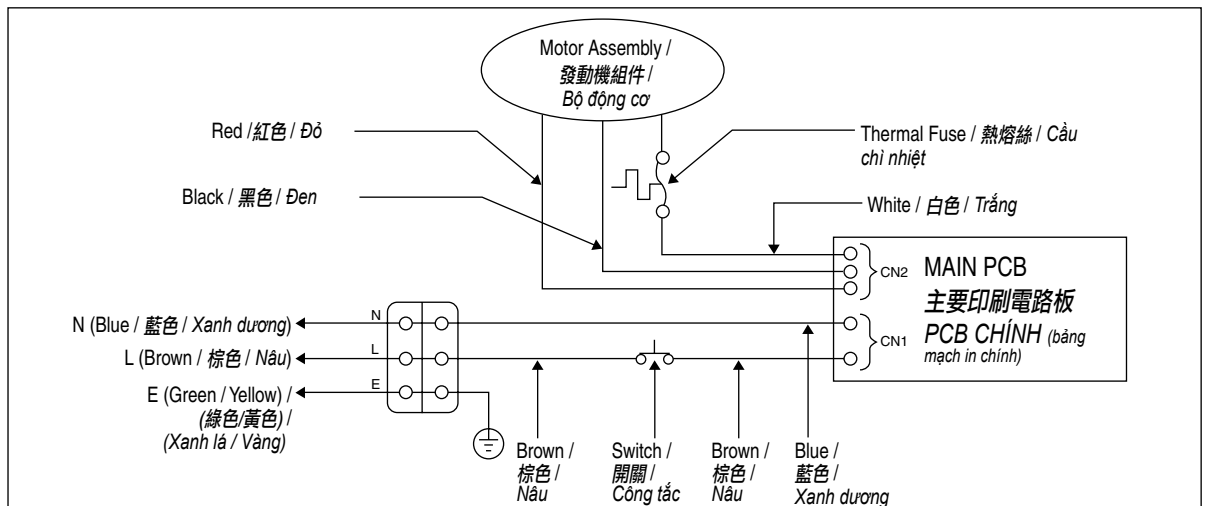 Motor Assembly /
發動機組件 /
Bộ động cơ
Red /紅色 / Đỏ
Thermal Fuse / 熱熔絲 / Cầu
chì nhiệt
Black / 黑色 / Đen
White / 白色 / Trắng
CN2
MAIN PCB
主要印刷電路板
PCB CHÍNH (bảng
mạch in chính)
CN1
N (Blue / 藍色 / Xanh dương)
N
L (Brown / 棕色 / Nâu)
L
E (Green / Yellow) /
(綠色/黃色) /
(Xanh lá / Vàng)
E
Brown /
棕色 /
Nâu
Switch /
開關 /
Công tắc
Brown /
棕色 /
Nâu
Blue /
藍色 /
Xanh dương